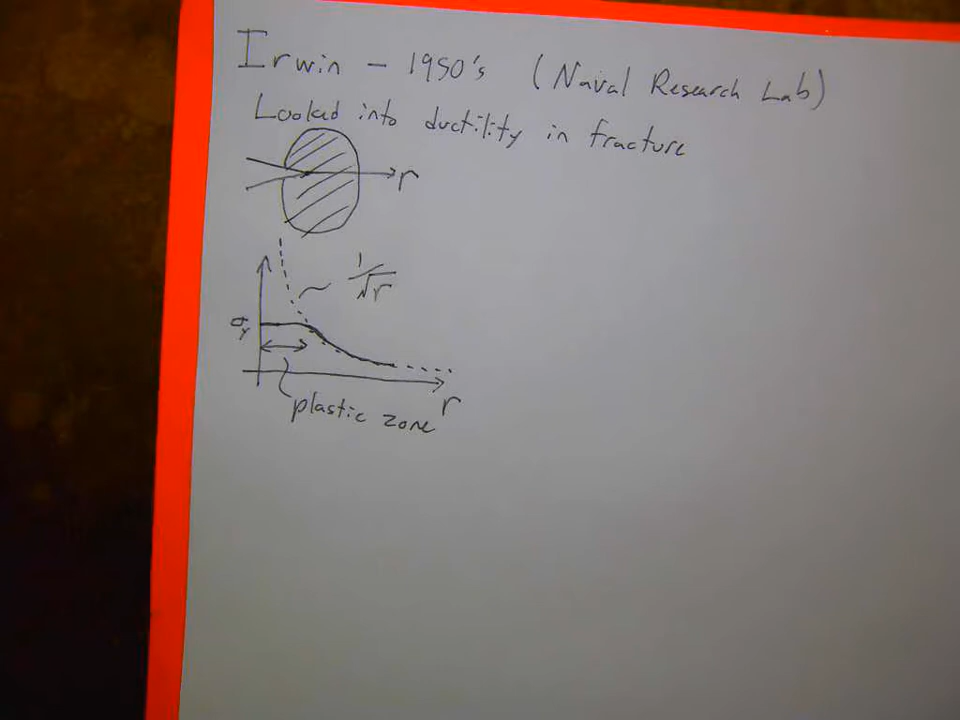 Irwin - 1950's (Naval Research Lab)
Looked into ductility in fracture
r
1/√r
σy
r
plastic zone